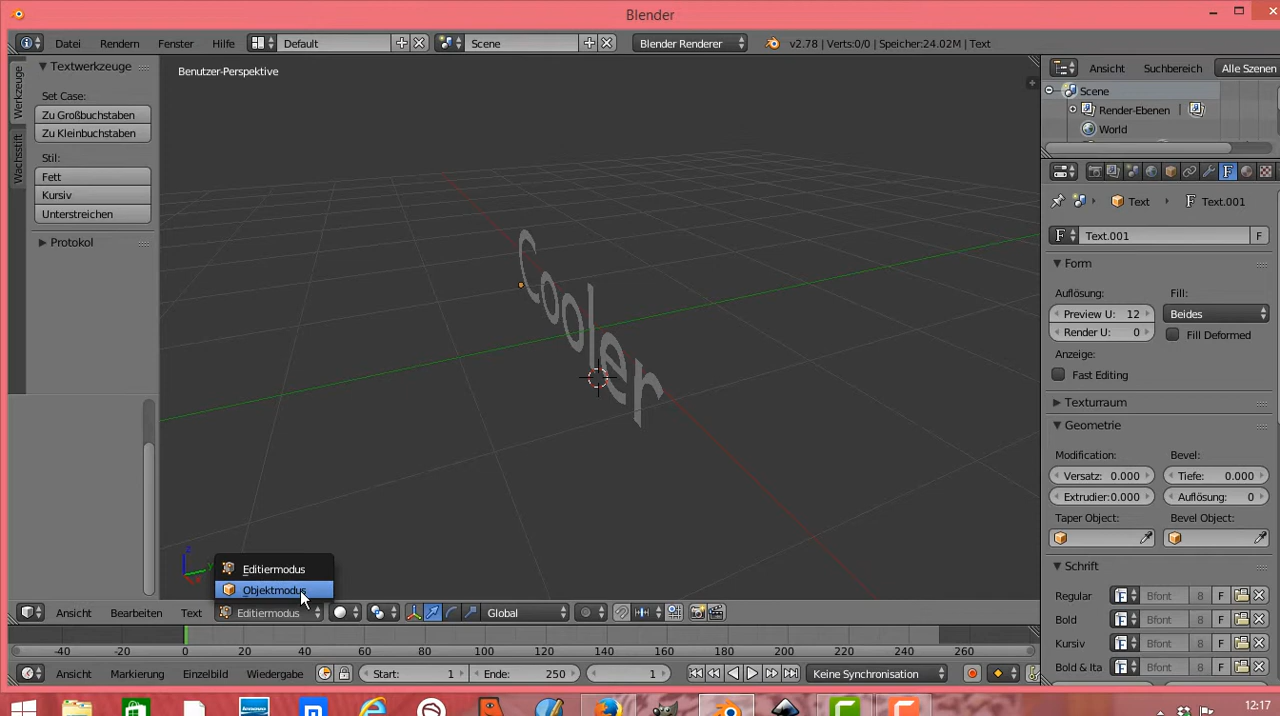 Blender
Datei Rendern Fenster Hilfe Default Scene Blender Renderer v2.78 | Verts:0/0 | Speicher:24.02M | Text
Ansicht Suchbereich Alle Szenen
Scene
Render-Ebenen
World
Werkzeuge
Wachsstift
Textwerkzeuge
Set Case:
Zu Großbuchstaben
Zu Kleinbuchstaben
Stil:
Fett
Kursiv
Unterstreichen
Protokol
Benutzer-Perspektive
Cooler
z
y
Editiermodus
Objektmodus
Ansicht Bearbeiten Text Editiermodus Global
Text F Text.001
F Text.001 F
Form
Auflösung: Fill:
Preview U: 12 Beides
Render U: 0 Fill Deformed
Anzeige:
Fast Editing
Texturraum
Geometrie
Modification: Bevel:
Versatz: 0.000 Tiefe: 0.000
Extrudier:0.000 Auflösung: 0
Taper Object: Bevel Object:
Schrift
Regular F Bfont 8 F
Bold F Bfont 8 F
Kursiv F Bfont 8 F
Bold & Ita F Bfont 8 F
-40 -20 0 20 40 60 80 100 120 140 160 180 200 220 240 260
Ansicht Markierung Einzelbild Wiedergabe Start: 1 Ende: 250 1 Keine Synchronisation
12:17